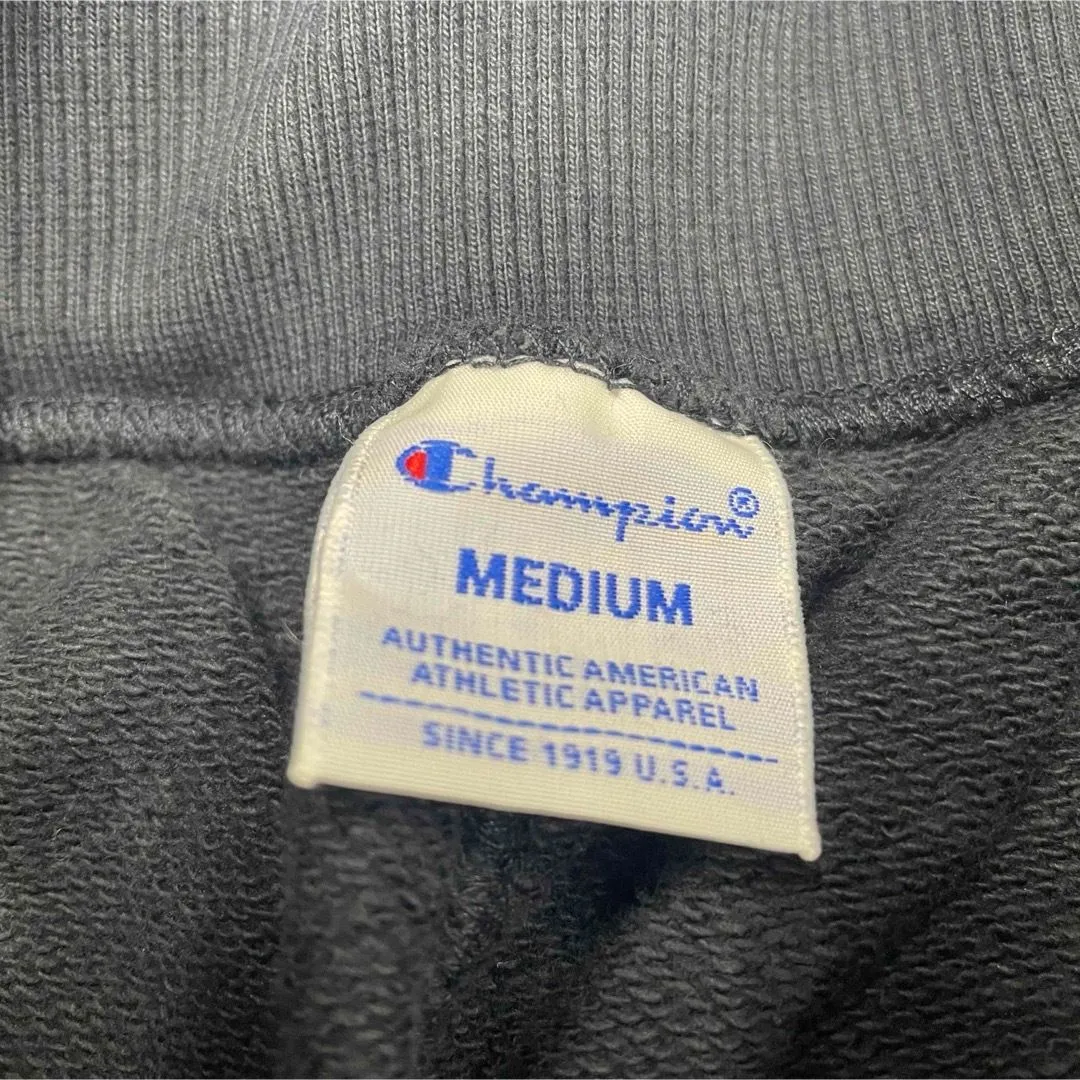 Champion®
MEDIUM
AUTHENTIC AMERICAN
ATHLETIC APPAREL
SINCE 1919 U.S.A.